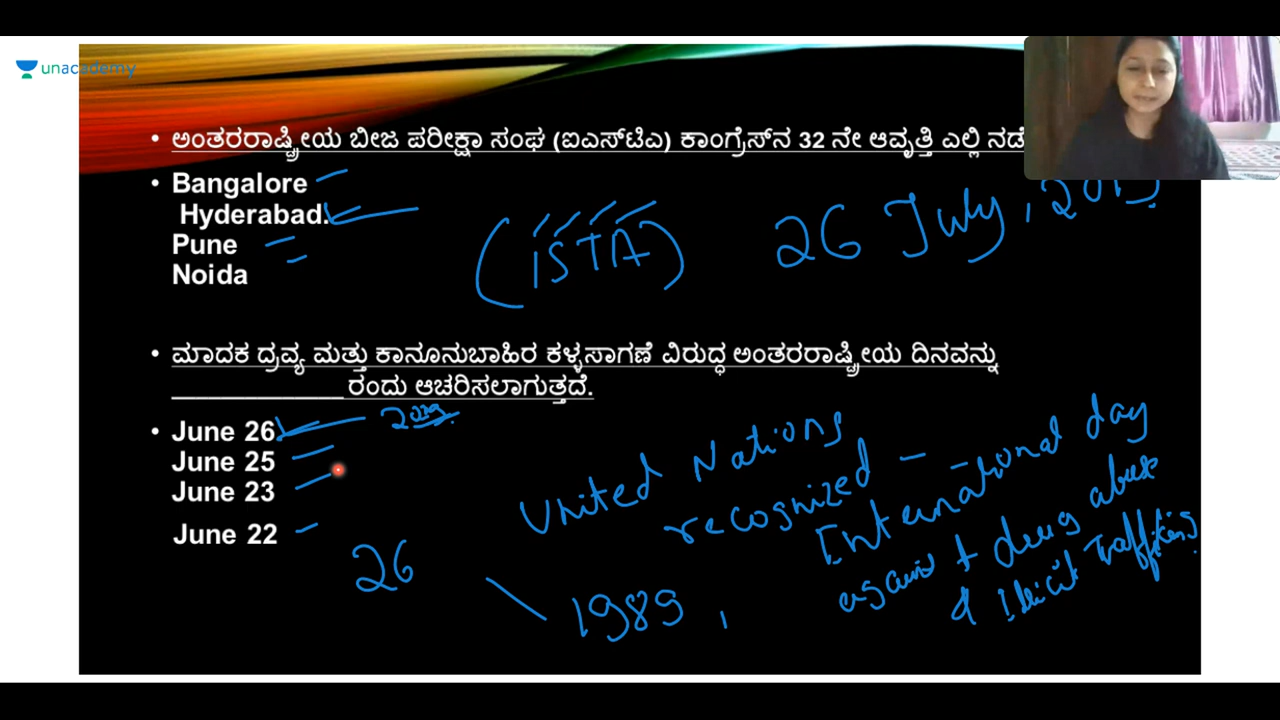 unacademy
• ಅಂತರರಾಷ್ಟ್ರೀಯ ಬೀಜ ಪರೀಕ್ಷಾ ಸಂಘ (ಐಎಸ್‌ಟಿಎ) ಕಾಂಗ್ರೆಸ್‌ನ 32 ನೇ ಆವೃತ್ತಿ ಎಲ್ಲಿ
• Bangalore
Hyderabad.
Pune
Noida
(ISTA)
26 July,
• ಮಾದಕ ದ್ರವ್ಯ ಮತ್ತು ಕಾನೂನುಬಾಹಿರ ಕಳ್ಳಸಾಗಣೆ ವಿರುದ್ಧ ಅಂತರರಾಷ್ಟ್ರೀಯ ದಿನವನ್ನು
____________ ರಂದು ಆಚರಿಸಲಾಗುತ್ತದೆ.
• June 26
June 25
June 23
June 22
26
1989,
United Nations
recognized –
International day
against drug abuse
& Illicit Trafficking